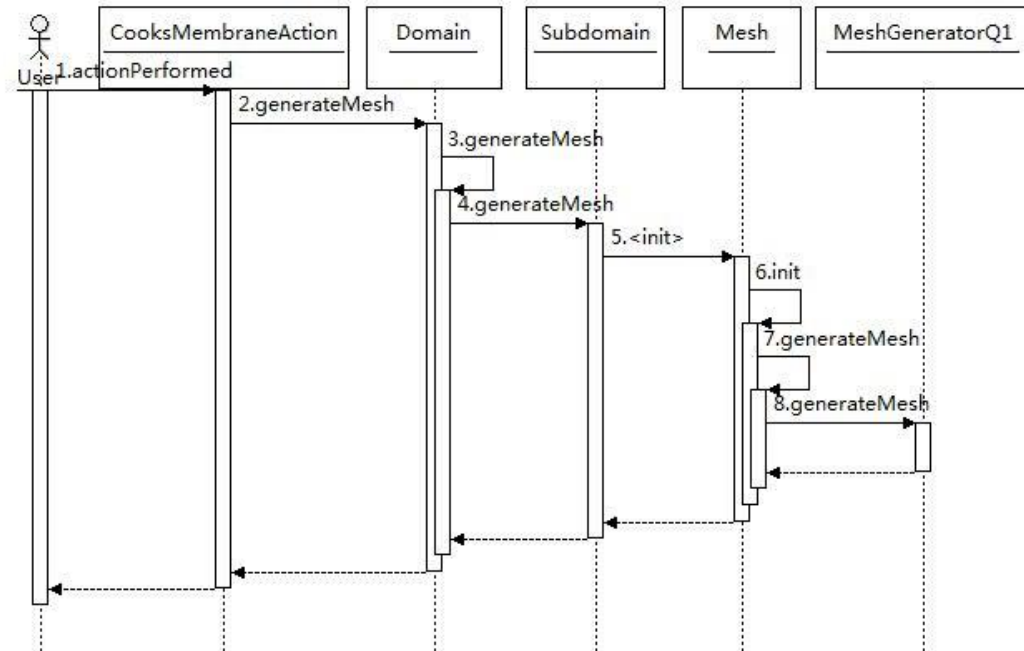 CooksMembraneAction
Domain
Subdomain
Mesh
MeshGeneratorQ1
User
1.actionPerformed
2.generateMesh
3.generateMesh
4.generateMesh
5.<init>
6.init
7.generateMesh
8.generateMesh